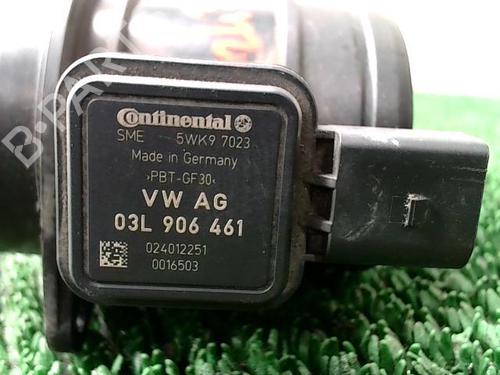 Continental
SME 5WK9 7023
Made in Germany
›PBT-GF30‹
VW AG
03L 906 461
024012251
0016503